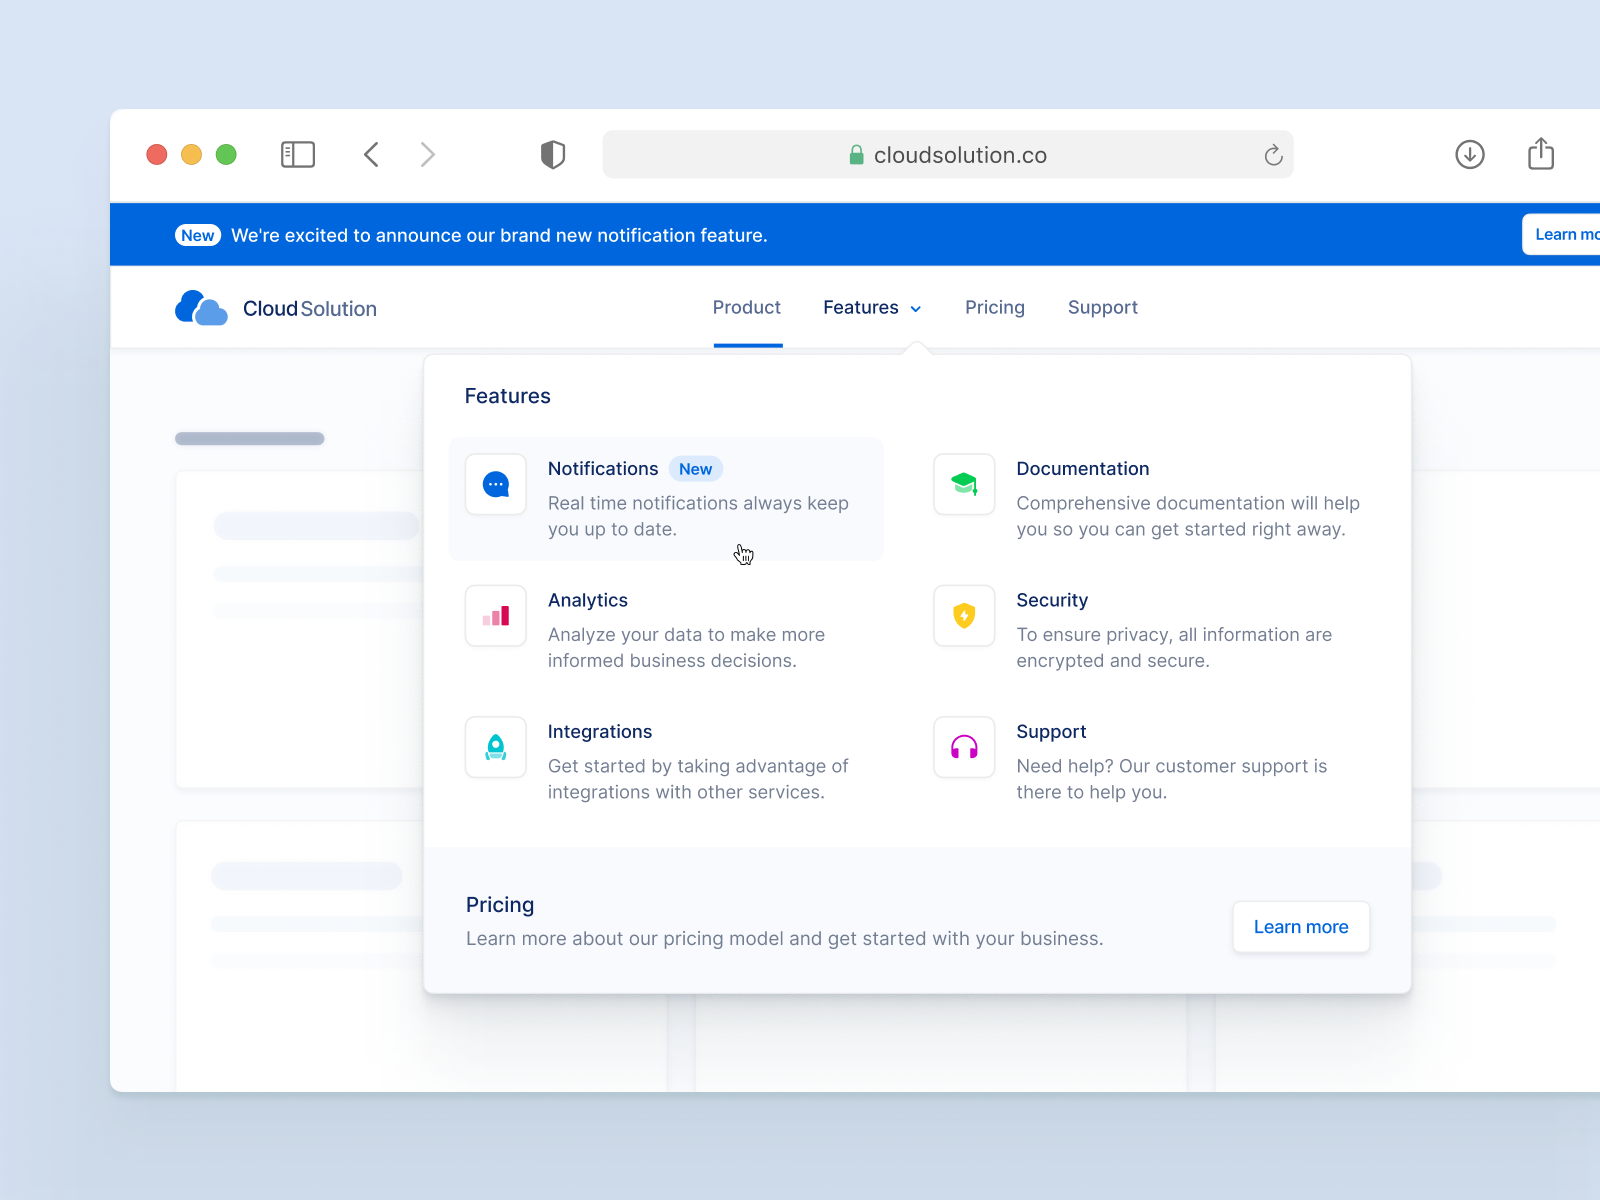 cloudsolution.co
New We're excited to announce our brand new notification feature.
Learn mo
CloudSolution
Product Features Pricing Support
Features
Notifications New
Real time notifications always keep
you up to date.
Documentation
Comprehensive documentation will help
you so you can get started right away.
Analytics
Analyze your data to make more
informed business decisions.
Security
To ensure privacy, all information are
encrypted and secure.
Integrations
Get started by taking advantage of
integrations with other services.
Support
Need help? Our customer support is
there to help you.
Pricing
Learn more about our pricing model and get started with your business.
Learn more